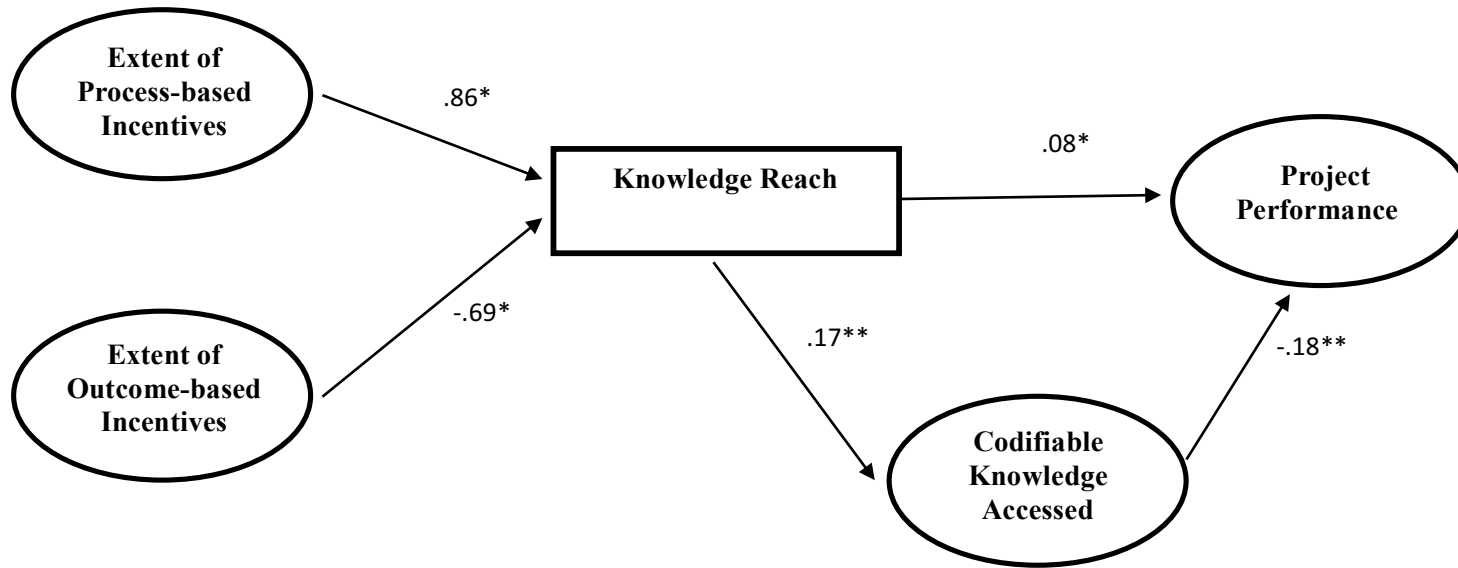 Extent of
Process-based
Incentives
.86*
Knowledge Reach
.08*
Project
Performance
Extent of
Outcome-based
Incentives
-.69*
.17**
-.18**
Codifiable
Knowledge
Accessed